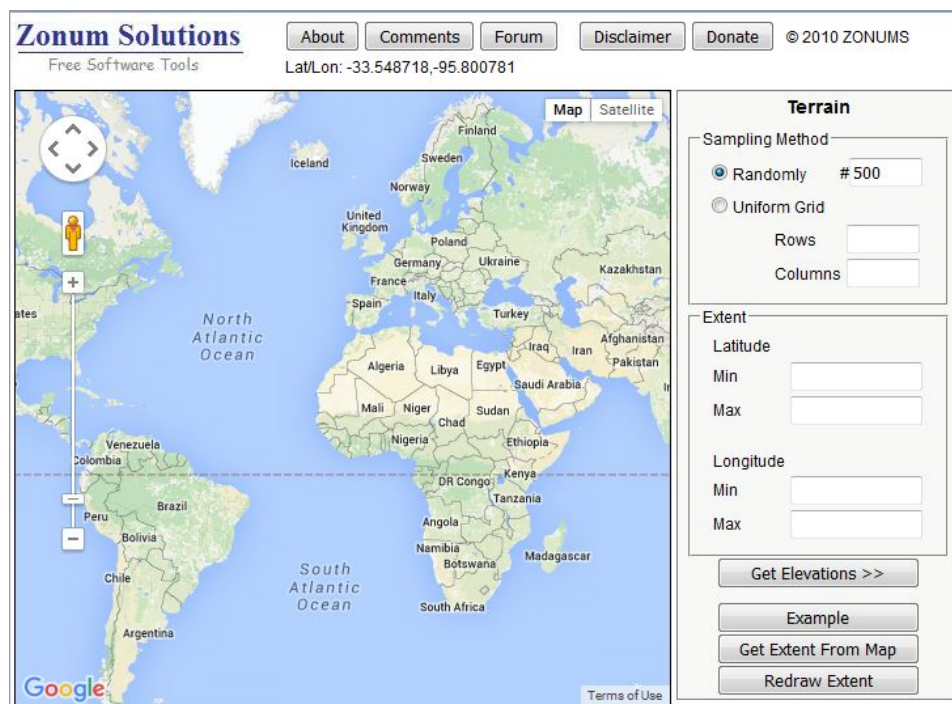 Zonum Solutions
Free Software Tools
About Comments Forum Disclaimer Donate © 2010 ZONUMS
Lat/Lon: -33.548718,-95.800781
Map Satellite
Finland
Iceland
Sweden
Norway
United
Kingdom
Poland
Germany Ukraine
Kazakhstan
France
Italy
Spain
Turkey
ates
North
Atlantic
Ocean
Iraq Iran Afghanistan
Pakistan
Algeria Libya Egypt
Saudi Arabia
Mali Niger Sudan
Chad
Nigeria Ethiopia
Venezuela
Colombia
DR Congo Kenya
Tanzania
Peru Brazil
Bolivia
Angola
Namibia
Botswana Madagascar
Chile
South
Atlantic
Ocean
South Africa
Argentina
Google
Terms of Use
Terrain
Sampling Method
Randomly # 500
Uniform Grid
Rows
Columns
Extent
Latitude
Min
Max
Longitude
Min
Max
Get Elevations >>
Example
Get Extent From Map
Redraw Extent